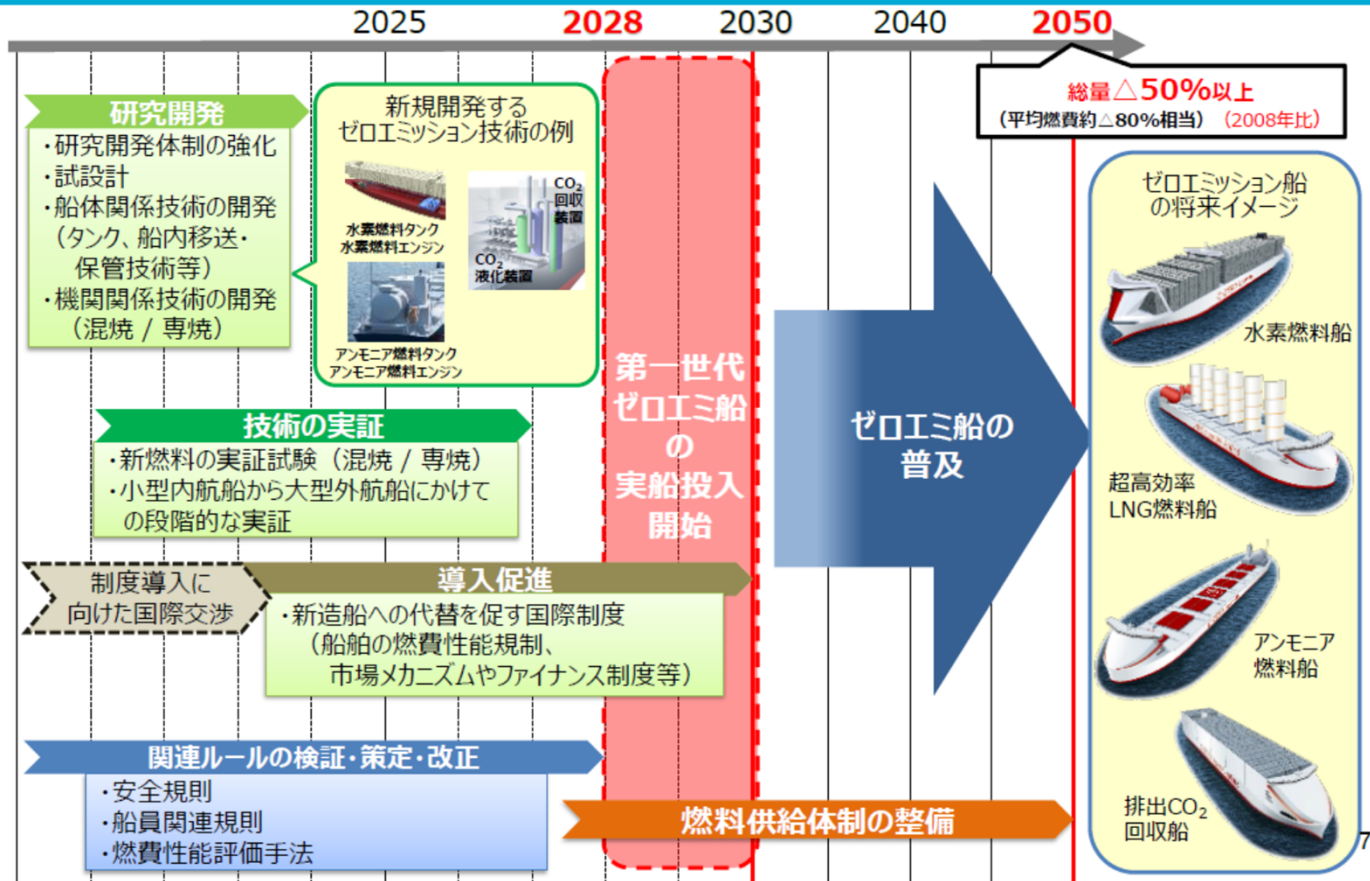 2025
2028
2030
2040
2050
総量△50%以上
(平均燃費約△80%相当) (2008年比)
研究開発
・研究開発体制の強化
・試設計
・船体関係技術の開発
(タンク、船内移送・
保管技術等)
・機関関係技術の開発
(混焼 / 専焼)
新規開発する
ゼロエミッション技術の例
水素燃料タンク
水素燃料エンジン
CO₂
回収
装置
CO₂
液化装置
アンモニア燃料タンク
アンモニア燃料エンジン
技術の実証
・新燃料の実証試験(混焼 / 専焼)
・小型内航船から大型外航船にかけて
の段階的な実証
制度導入に
向けた国際交渉
導入促進
・新造船への代替を促す国際制度
(船舶の燃費性能規制、
市場メカニズムやファイナンス制度等)
関連ルールの検証・策定・改正
・安全規則
・船員関連規則
・燃費性能評価手法
第一世代
ゼロエミ船
の
実船投入
開始
ゼロエミ船の
普及
燃料供給体制の整備
ゼロエミッション船
の将来イメージ
水素燃料船
超高効率
LNG燃料船
アンモニア
燃料船
排出CO₂
回収船
7